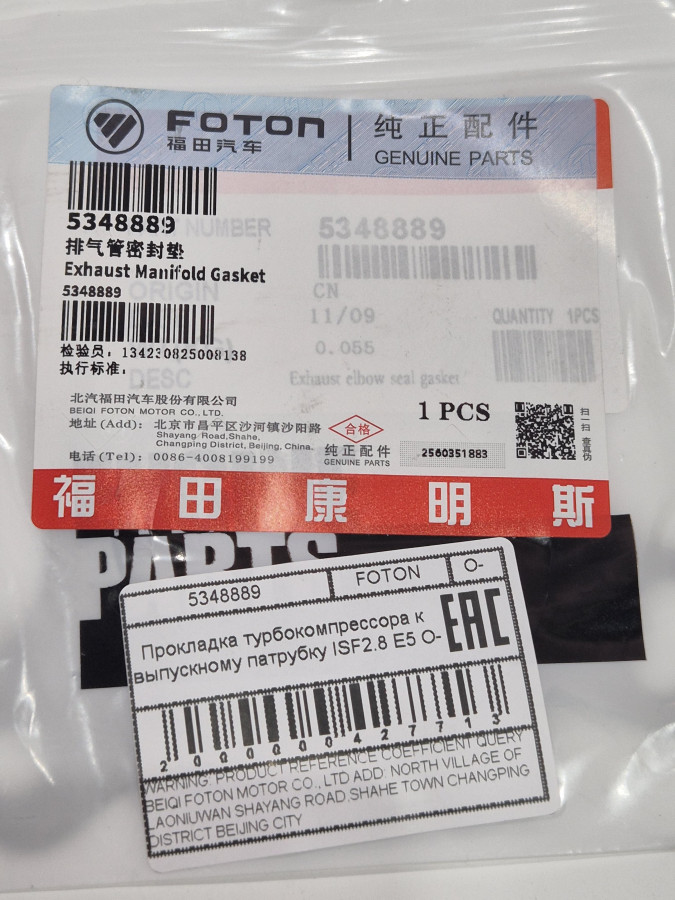 FOTON
福田汽车
纯正配件
GENUINE PARTS
5348889
NUMBER
5348889
排气管密封垫
Exhaust Manifold Gasket
5348889
ORIGIN
CN
11/09
QUANTITY 1PCS
0.055
DESC
Exhaust elbow seal gasket
检验员：134230825008138
执行标准：
北汽福田汽车股份有限公司
BEIQI FOTON MOTOR CO., LTD.
地址(Add)：北京市昌平区沙河镇沙阳路
Shayang Road,Shahe,
Changping District, Beijing, China.
电话(Tel)：0086-4008199199
合格
纯正配件
GENUINE PARTS
1 PCS
2560351883
扫一扫 查真伪
福田康明斯
PARTS
5348889
FOTON
O-
Прокладка турбокомпрессора к
выпускному патрубку ISF2.8 E5 O-
EAC
2000000427713
WARNING: PRODUCT REFERENCE COEFFICIENT QUERY
BEIQI FOTON MOTOR CO., LTD ADD: NORTH VILLAGE OF
LAONIUWAN SHAYANG ROAD,SHAHE TOWN CHANGPING
DISTRICT BEIJING CITY